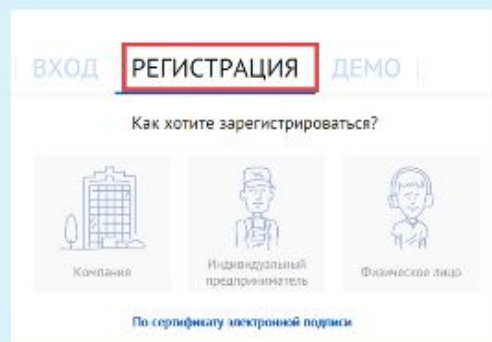 ВХОД РЕГИСТРАЦИЯ ДЕМО
Как хотите зарегистрироваться?
Компания Индивидуальный предприниматель Физическое лицо
По сертификату электронной подписи